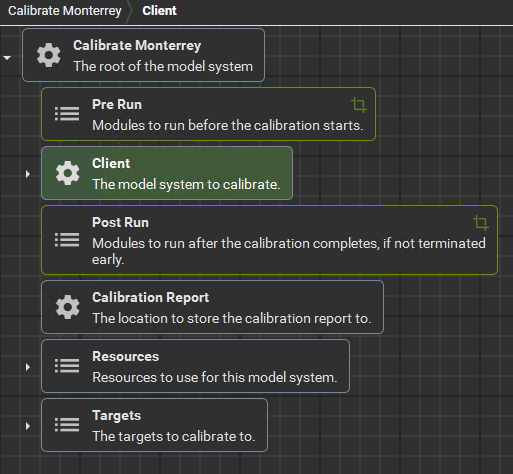 Calibrate Monterrey Client
Calibrate Monterrey
The root of the model system
Pre Run
Modules to run before the calibration starts.
Client
The model system to calibrate.
Post Run
Modules to run after the calibration completes, if not terminated
early.
Calibration Report
The location to store the calibration report to.
Resources
Resources to use for this model system.
Targets
The targets to calibrate to.